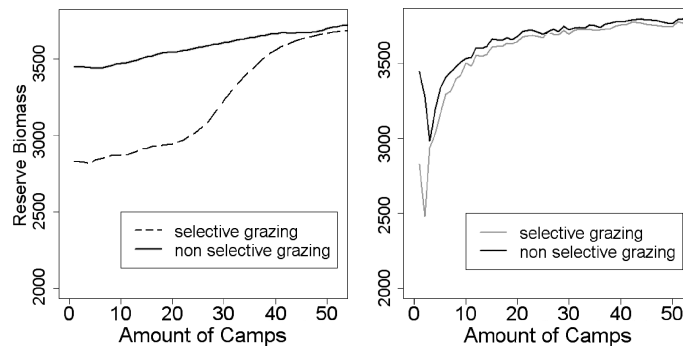 Reserve Biomass
3500
3000
2500
2000
selective grazing
non selective grazing
0 10 20 30 40 50
Amount of Camps
3500
3000
2500
2000
selective grazing
non selective grazing
0 10 20 30 40 50
Amount of Camps